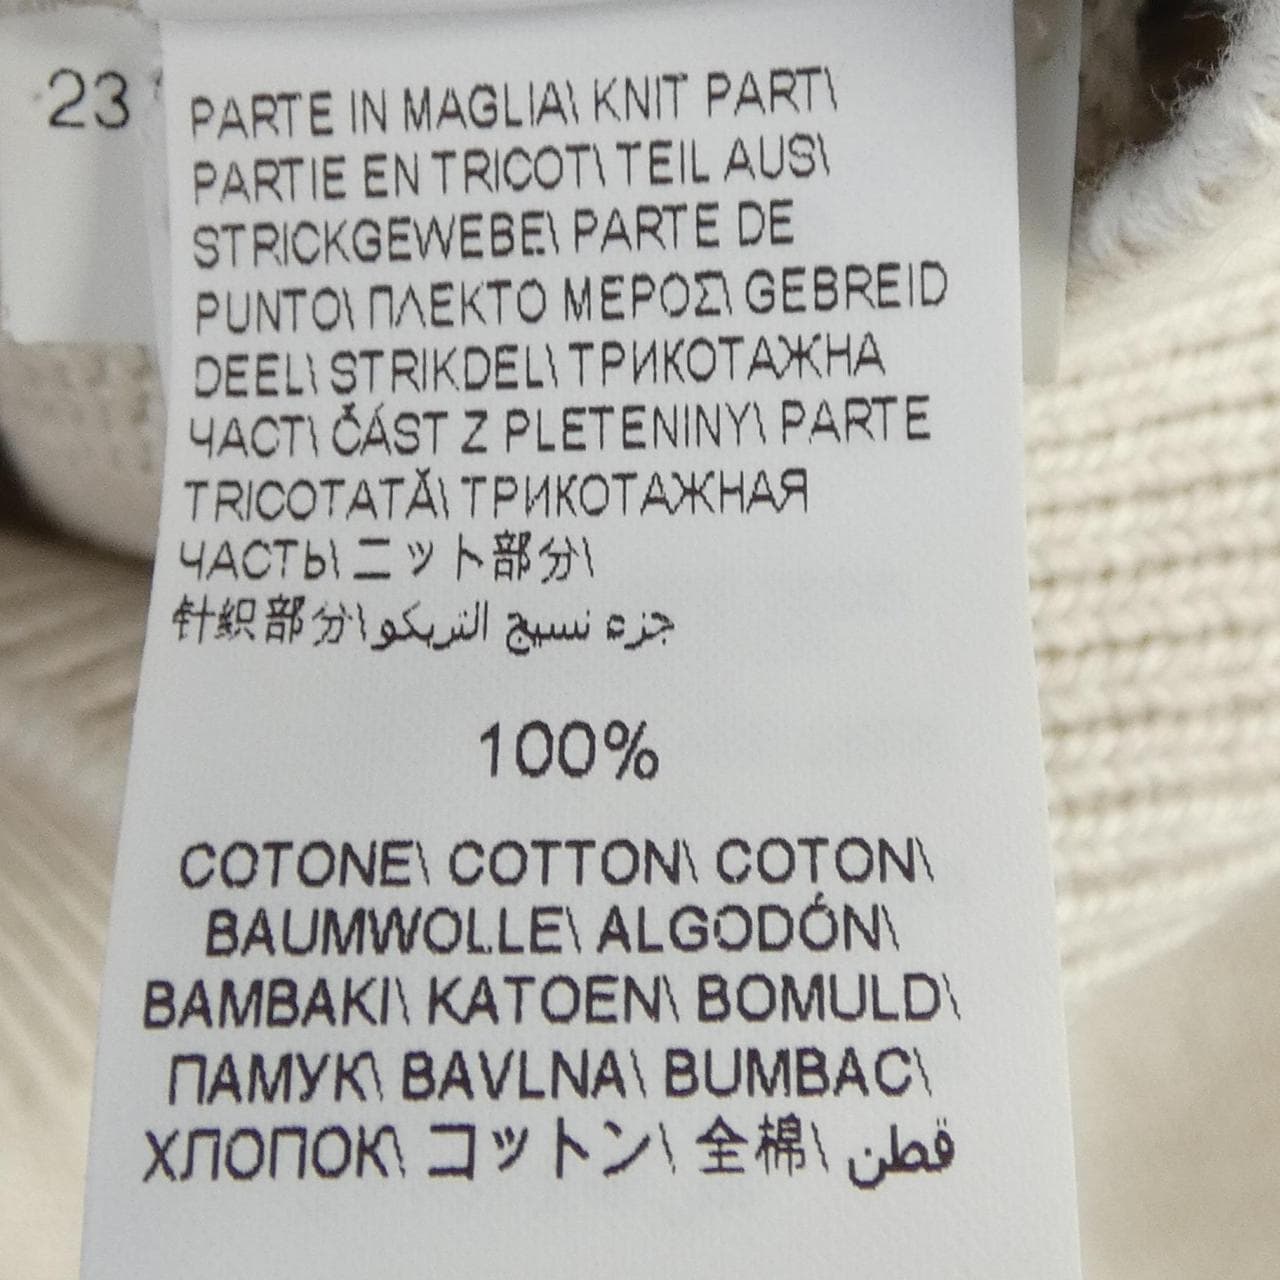 23
PARTE IN MAGLIA\ KNIT PART\
PARTIE EN TRICOT\ TEIL AUS\
STRICKGEWEBE\ PARTE DE
PUNTO\ ΠΛΕΚΤΟ ΜΕΡΟΣ\ GEBREID
DEEL\ STRIKDEL\ ТРИКОТАЖНА
ЧАСТ\ ČÁST Z PLETENINY\ PARTE
TRICOTATĂ\ ТРИКОТАЖНАЯ
ЧАСТЬ\ ニット部分\
针织部分\ جزء نسيج التريكو
100%
COTONE\ COTTON\ COTON\
BAUMWOLLE\ ALGODÓN\
BAMBAKI\ KATOEN\ BOMULD\
ПАМУК\ BAVLNA\ BUMBAC\
ХЛОПОК\ コットン\ 全棉\ قطن